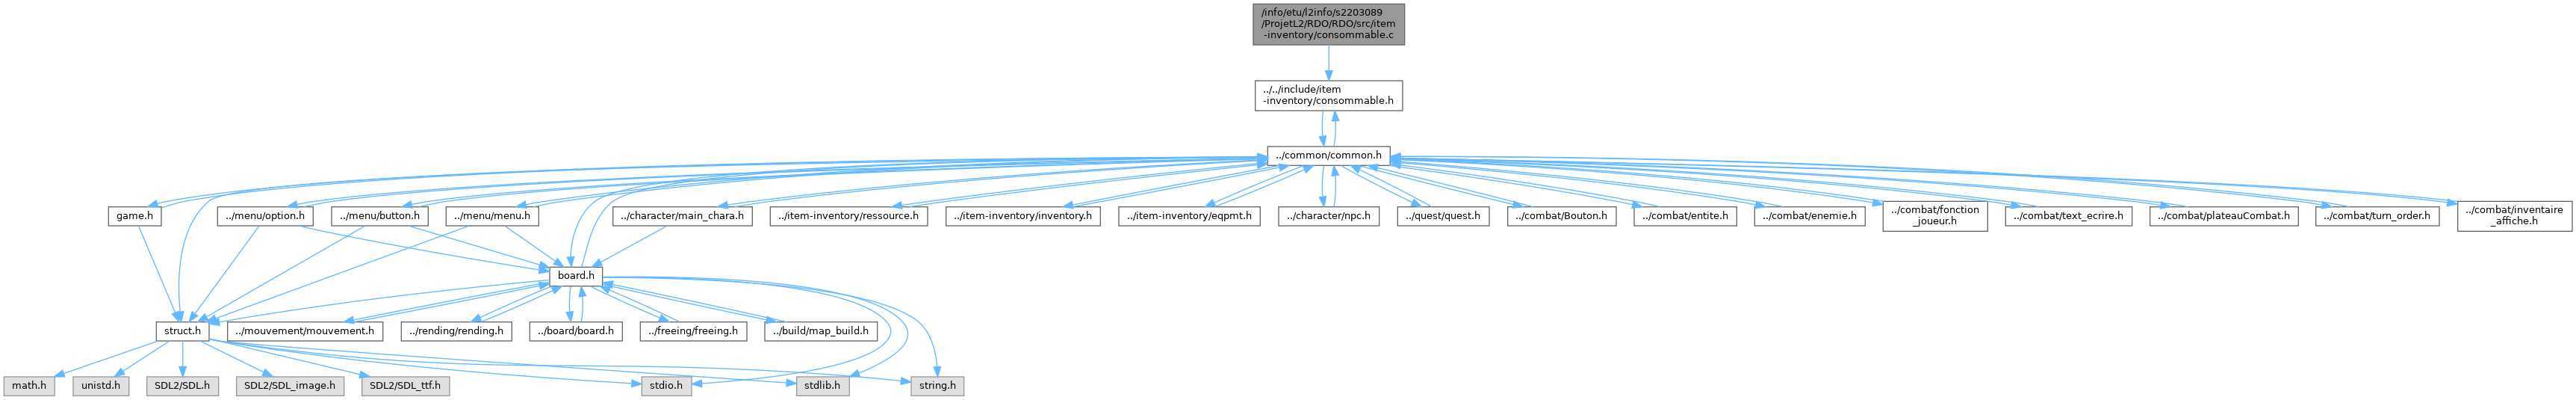 /info/etu/l2info/s2203089
/ProjetL2/RDO/RDO/src/item
-inventory/consommable.c
../../include/item
-inventory/consommable.h
../common/common.h
game.h
../menu/option.h
../menu/button.h
../menu/menu.h
../character/main_chara.h
../item-inventory/ressource.h
../item-inventory/inventory.h
../item-inventory/eqpmt.h
../character/npc.h
../quest/quest.h
../combat/Bouton.h
../combat/entite.h
../combat/enemie.h
../combat/fonction
_joueur.h
../combat/text_ecrire.h
../combat/plateauCombat.h
../combat/turn_order.h
../combat/inventaire
_affiche.h
board.h
struct.h
../mouvement/mouvement.h
../rending/rending.h
../board/board.h
../freeing/freeing.h
../build/map_build.h
math.h
unistd.h
SDL2/SDL.h
SDL2/SDL_image.h
SDL2/SDL_ttf.h
stdio.h
stdlib.h
string.h